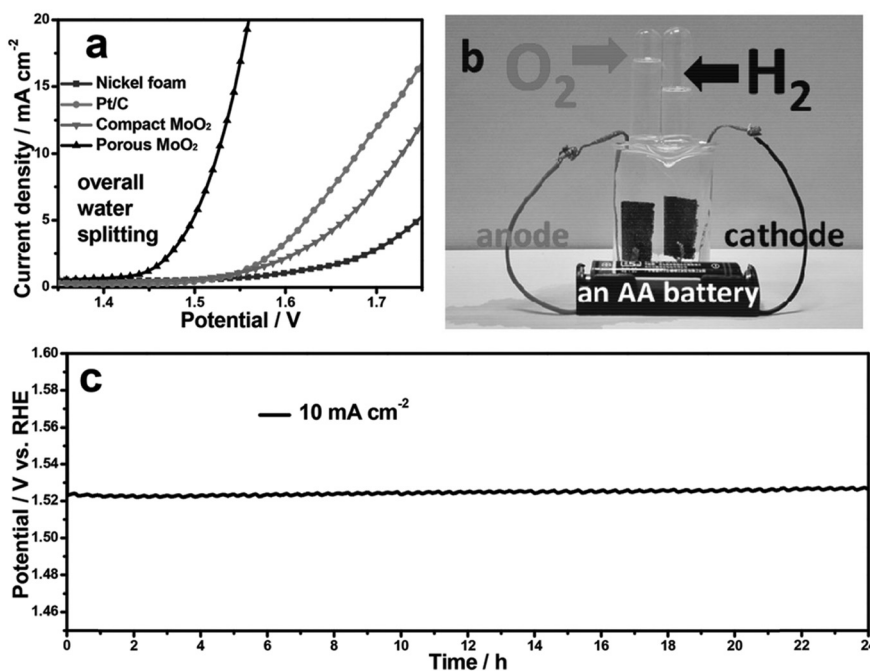 a
Nickel foam
Pt/C
Compact MoO₂
Porous MoO₂
overall
water
splitting
Current density / mA cm⁻²
20
15
10
5
0
1.4 1.5 1.6 1.7
Potential / V
b
O₂
H₂
anode
cathode
an AA battery
c
10 mA cm⁻²
Potential / V vs. RHE
1.60
1.58
1.56
1.54
1.52
1.50
1.48
1.46
0 2 4 6 8 10 12 14 16 18 20 22 24
Time / h